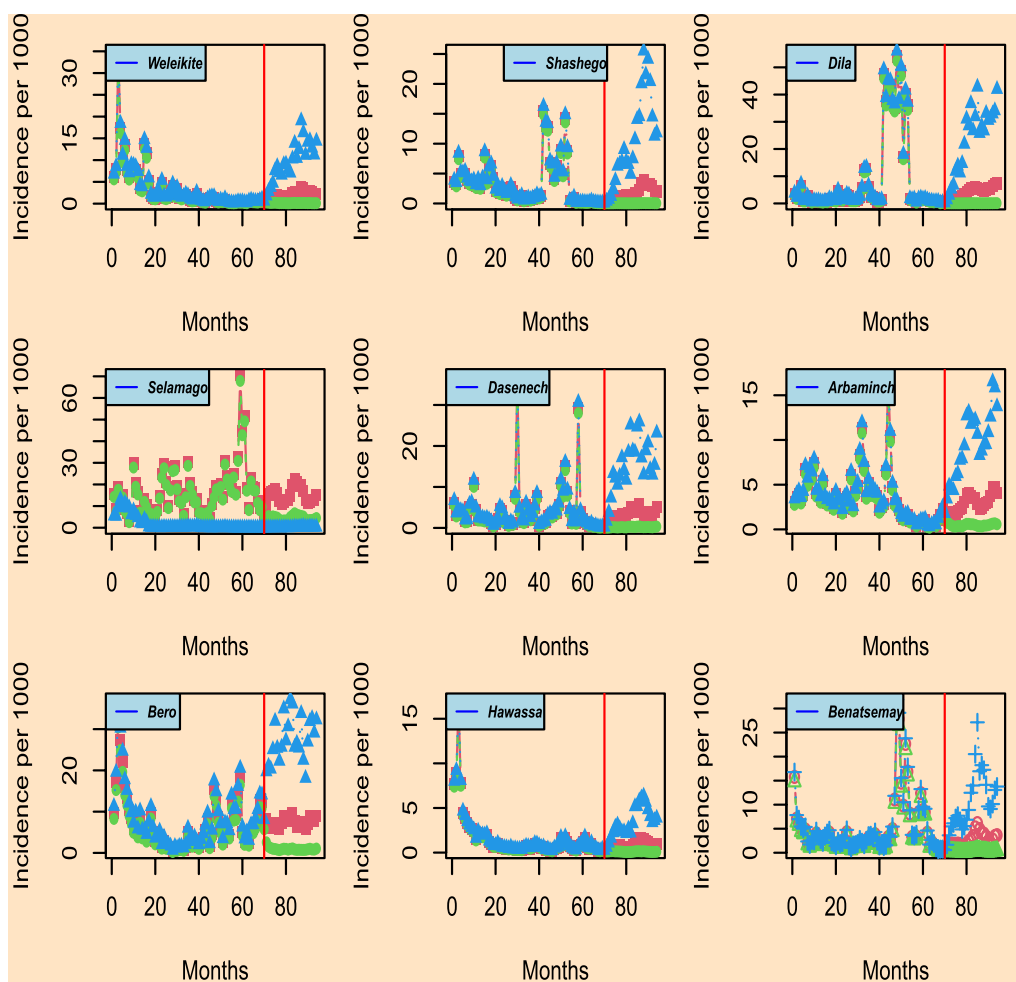 Incidence per 1000
Weleikite
0 15 30
0 20 40 60 80
Months
Incidence per 1000
Shashego
0 10 20
0 20 40 60 80
Months
Incidence per 1000
Dila
0 20 40
0 20 40 60 80
Months
Incidence per 1000
Selamago
0 30 60
0 20 40 60 80
Months
Incidence per 1000
Dasenech
0 20
0 20 40 60 80
Months
Incidence per 1000
Arbaminch
0 5 15
0 20 40 60 80
Months
Incidence per 1000
Bero
0 20
0 20 40 60 80
Months
Incidence per 1000
Hawassa
0 5 15
0 20 40 60 80
Months
Incidence per 1000
Benatsemay
0 10 25
0 20 40 60 80
Months